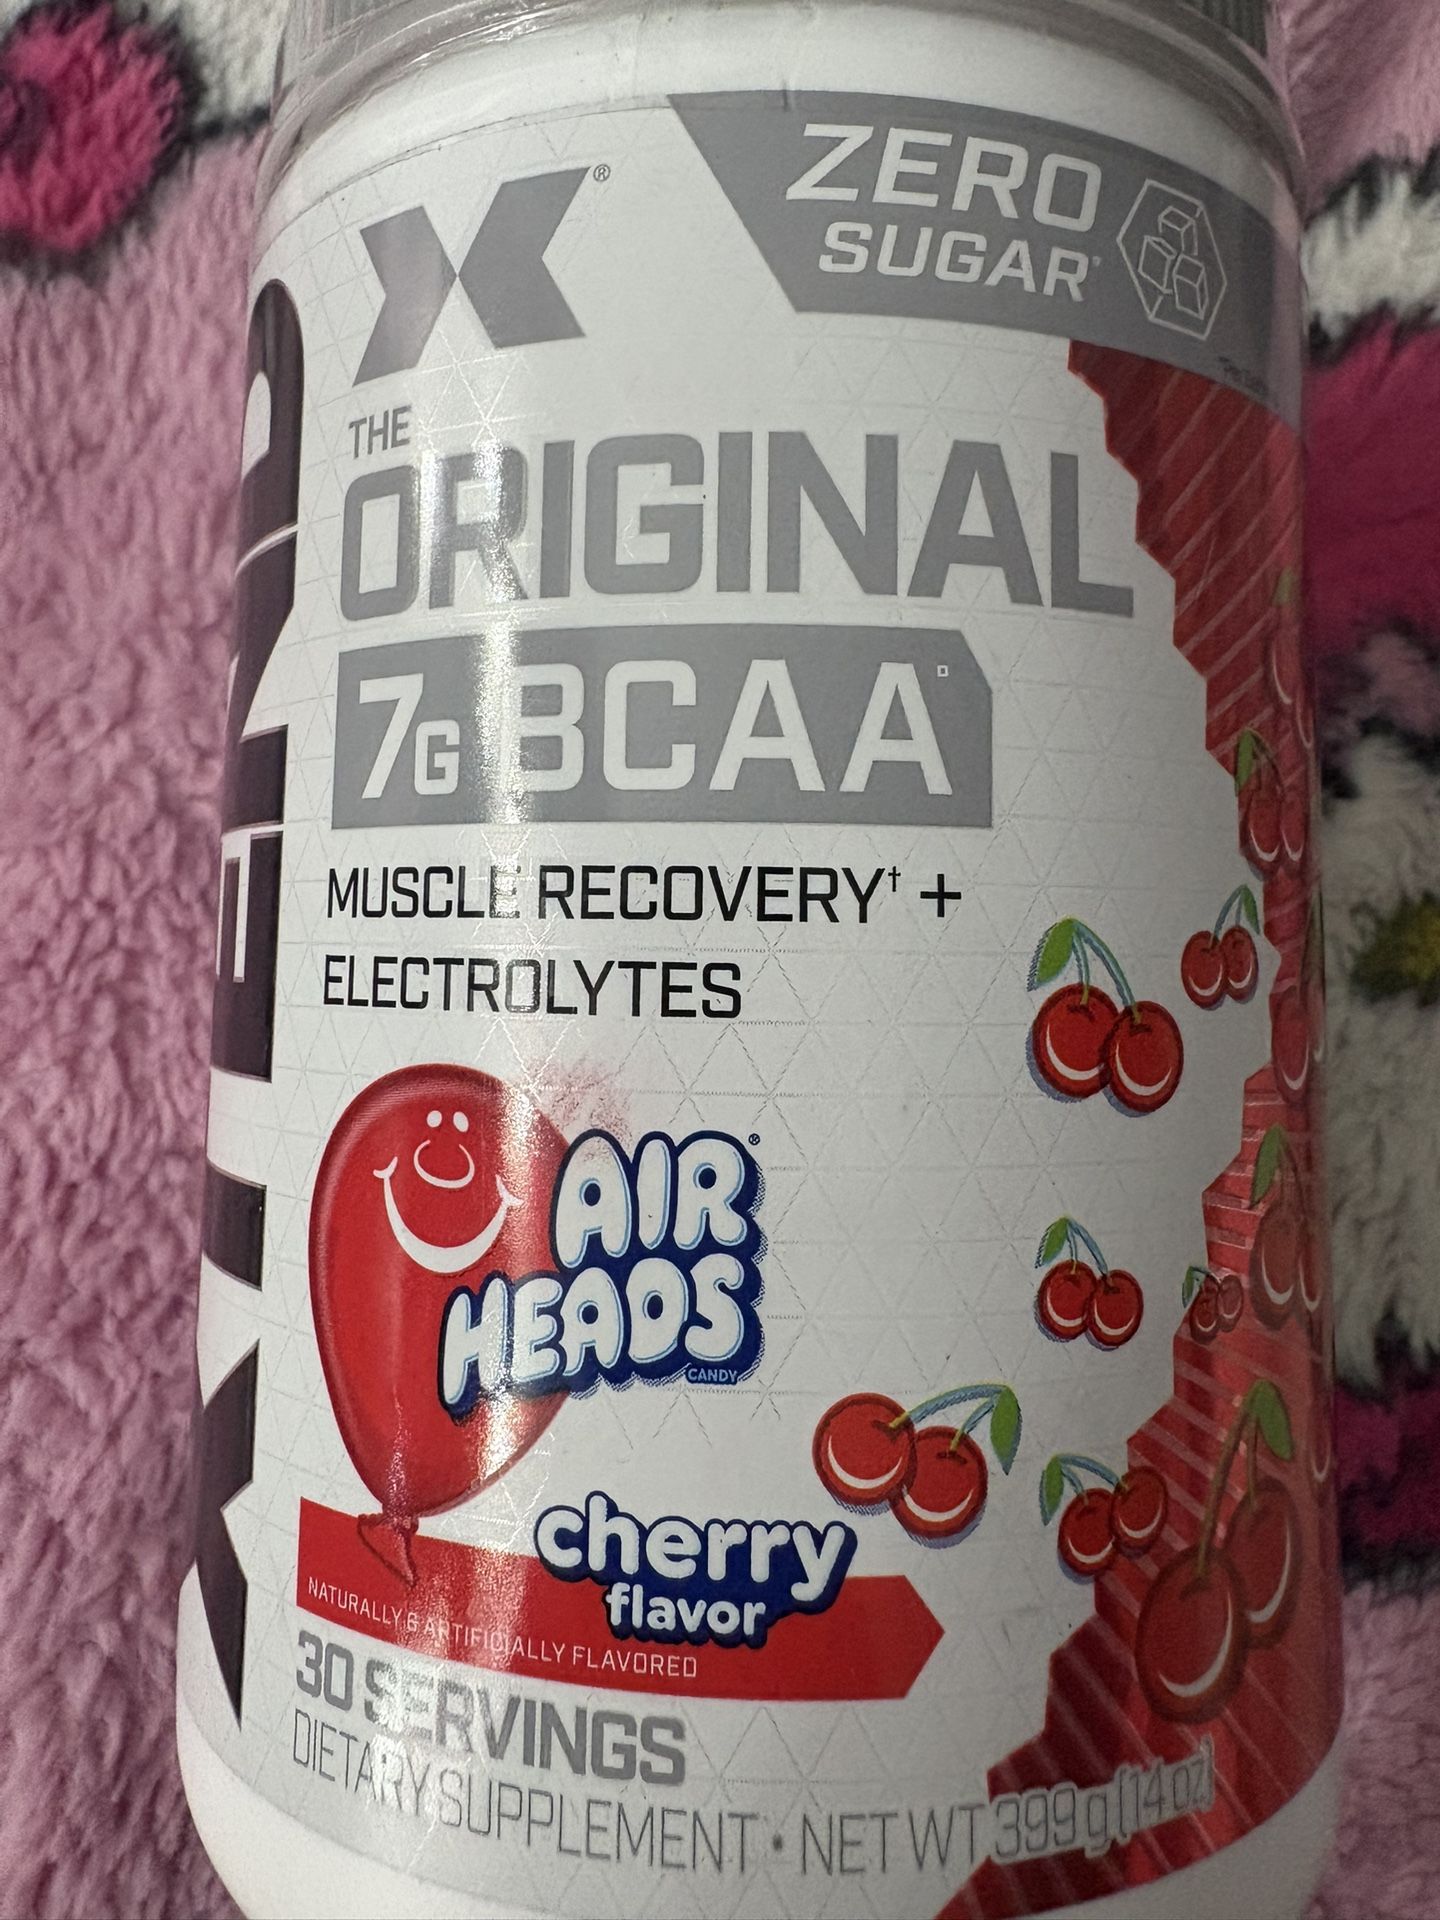 X®
ZERO
SUGAR*
THE
ORIGINAL
7G BCAA
MUSCLE RECOVERY† +
ELECTROLYTES
AIR
HEADS®
CANDY
cherry
flavor
NATURALLY & ARTIFICIALLY FLAVORED
30 SERVINGS
DIETARY SUPPLEMENT • NET WT 399 g (14 oz)